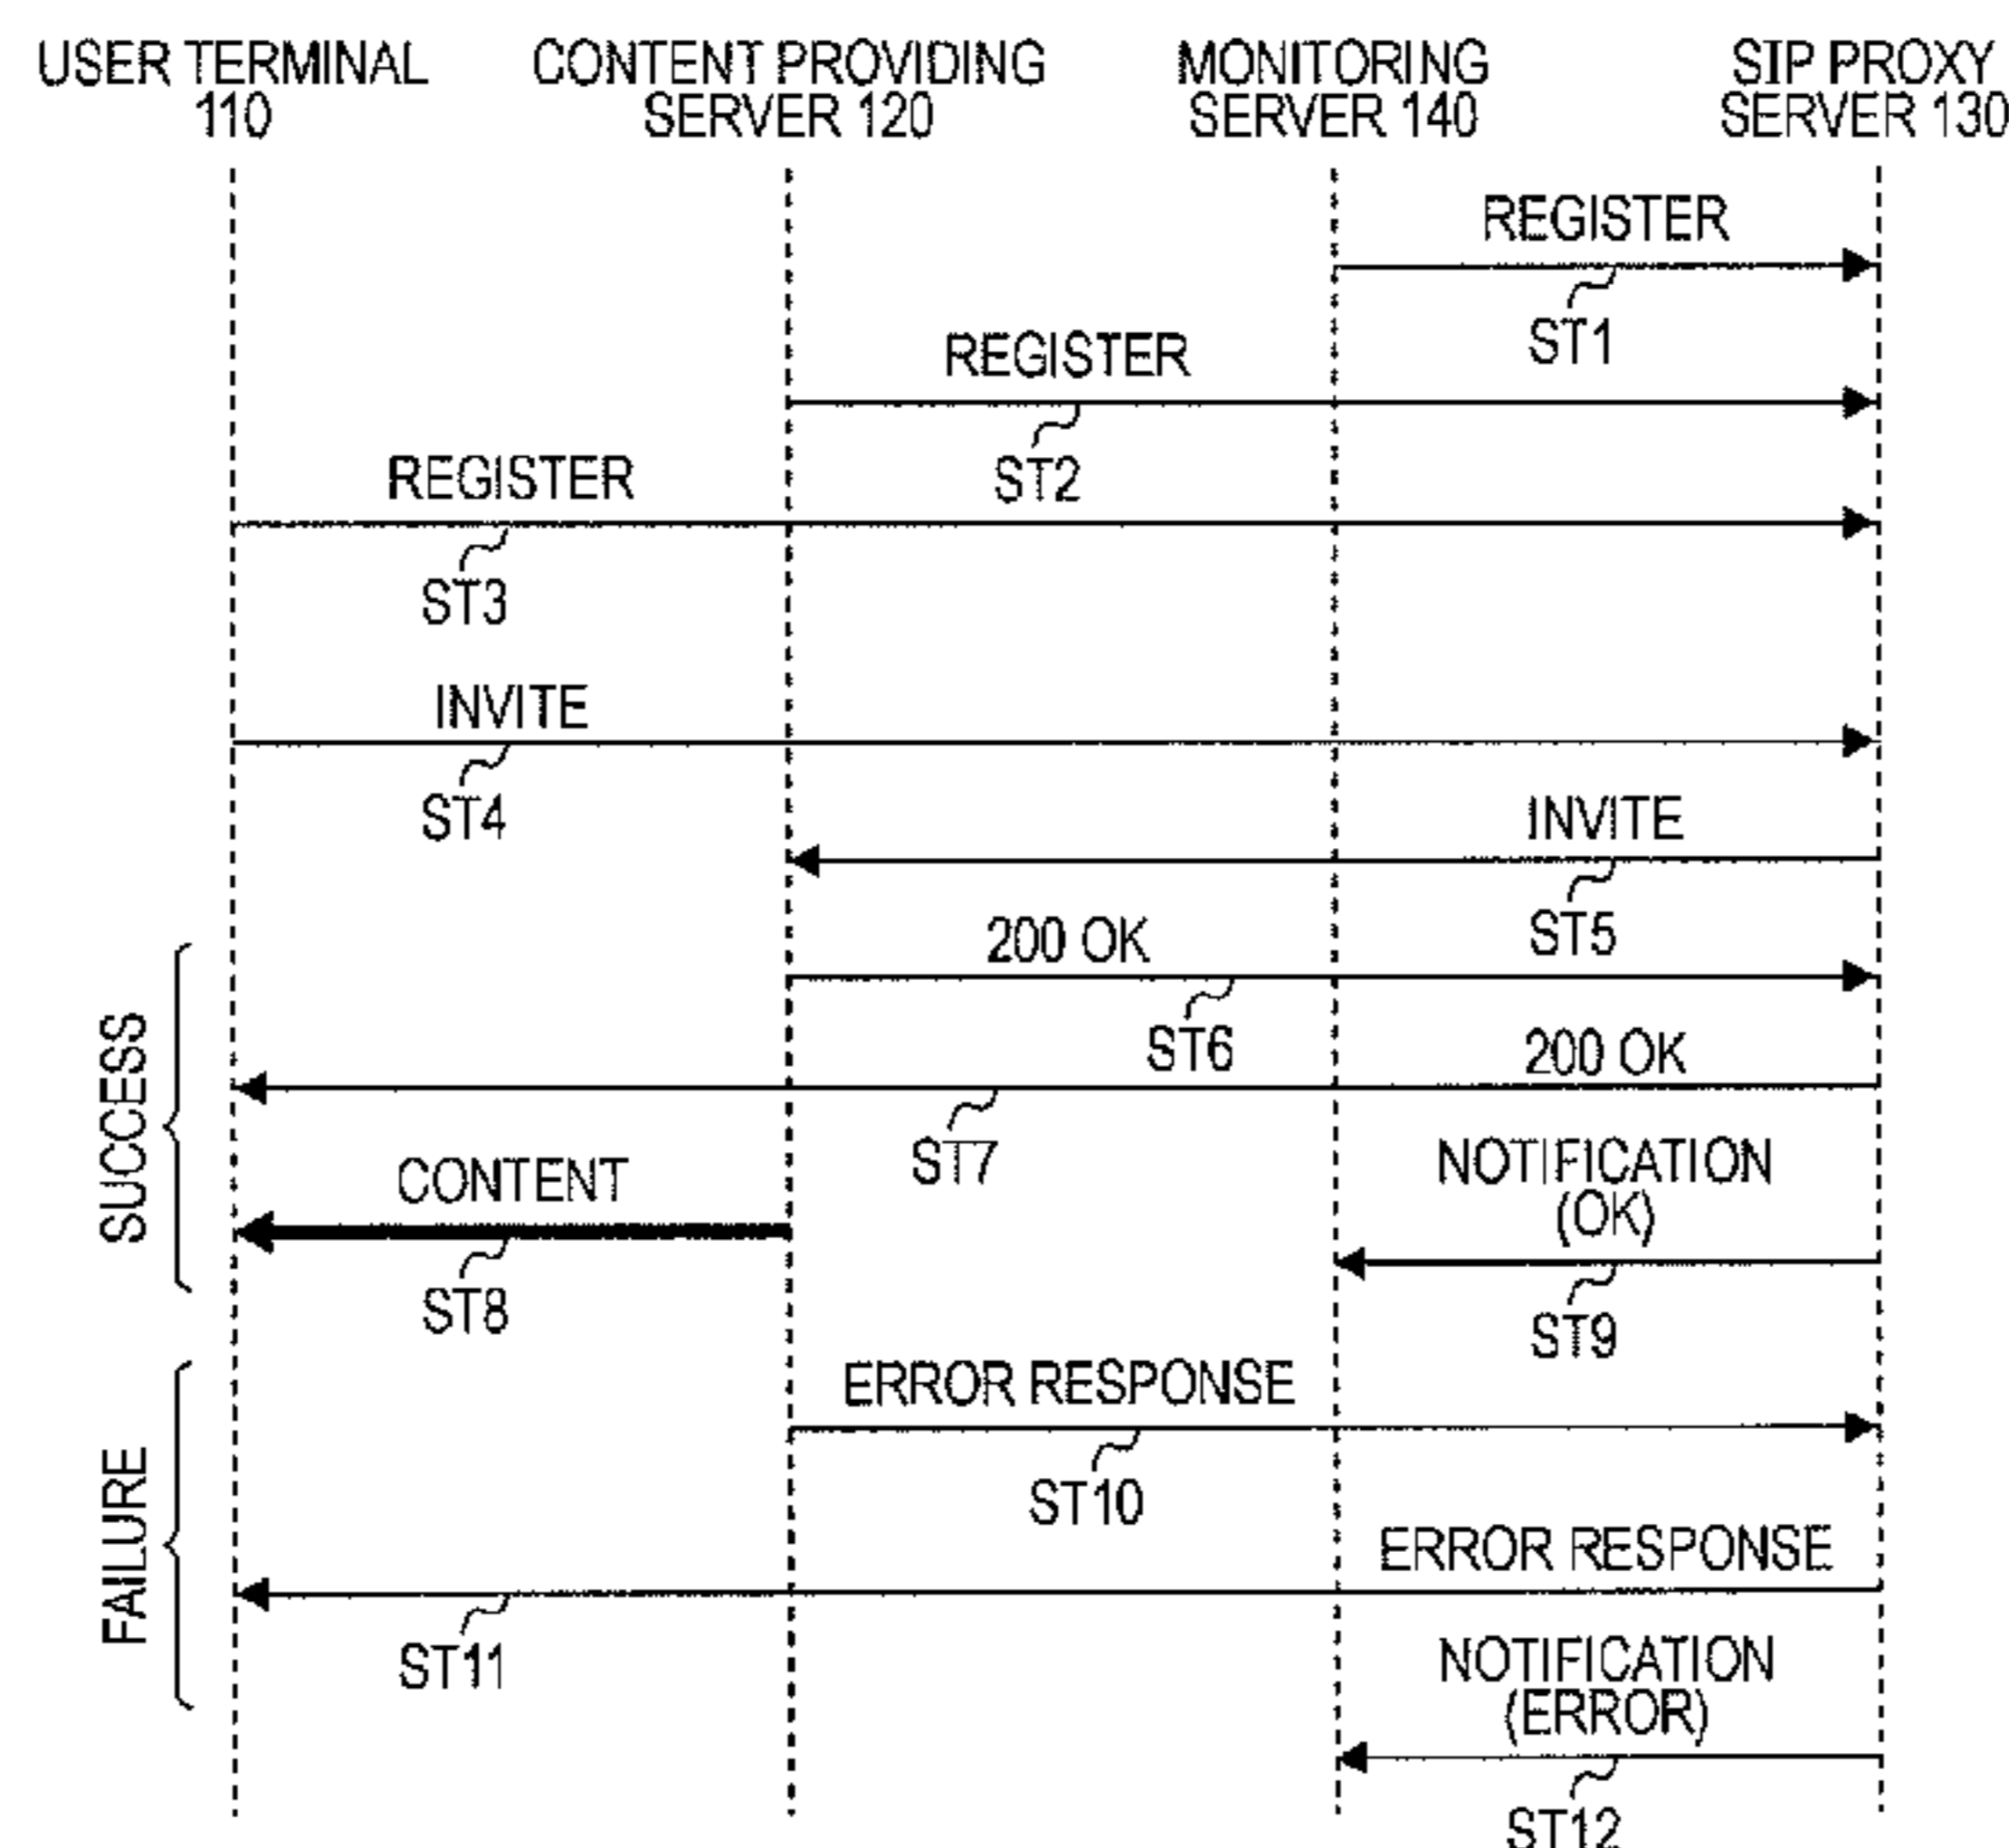 USER TERMINAL
110
CONTENT PROVIDING
SERVER 120
MONITORING
SERVER 140
SIP PROXY
SERVER 130
REGISTER
ST1
REGISTER
ST2
REGISTER
ST3
INVITE
ST4
INVITE
ST5
200 OK
ST6
200 OK
ST7
SUCCESS
CONTENT
ST8
NOTIFICATION
(OK)
ST9
FAILURE
ERROR RESPONSE
ST10
ERROR RESPONSE
ST11
NOTIFICATION
(ERROR)
ST12